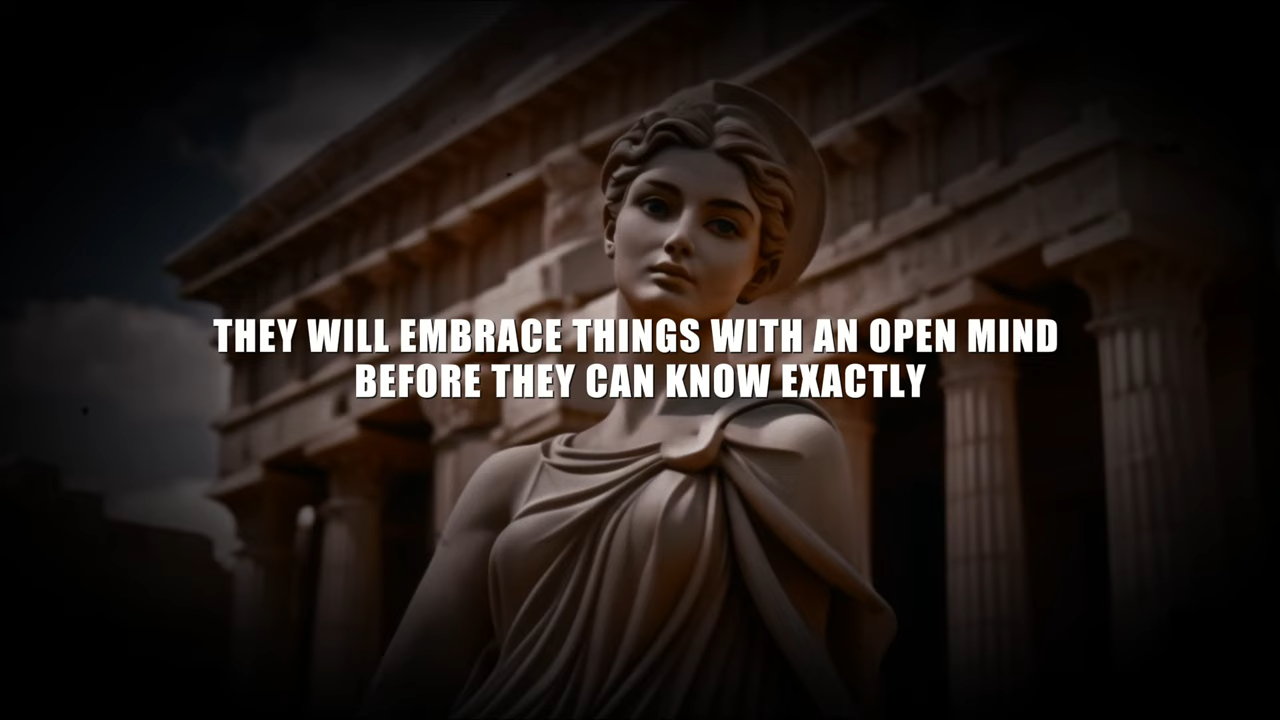 THEY WILL EMBRACE THINGS WITH AN OPEN MIND
BEFORE THEY CAN KNOW EXACTLY